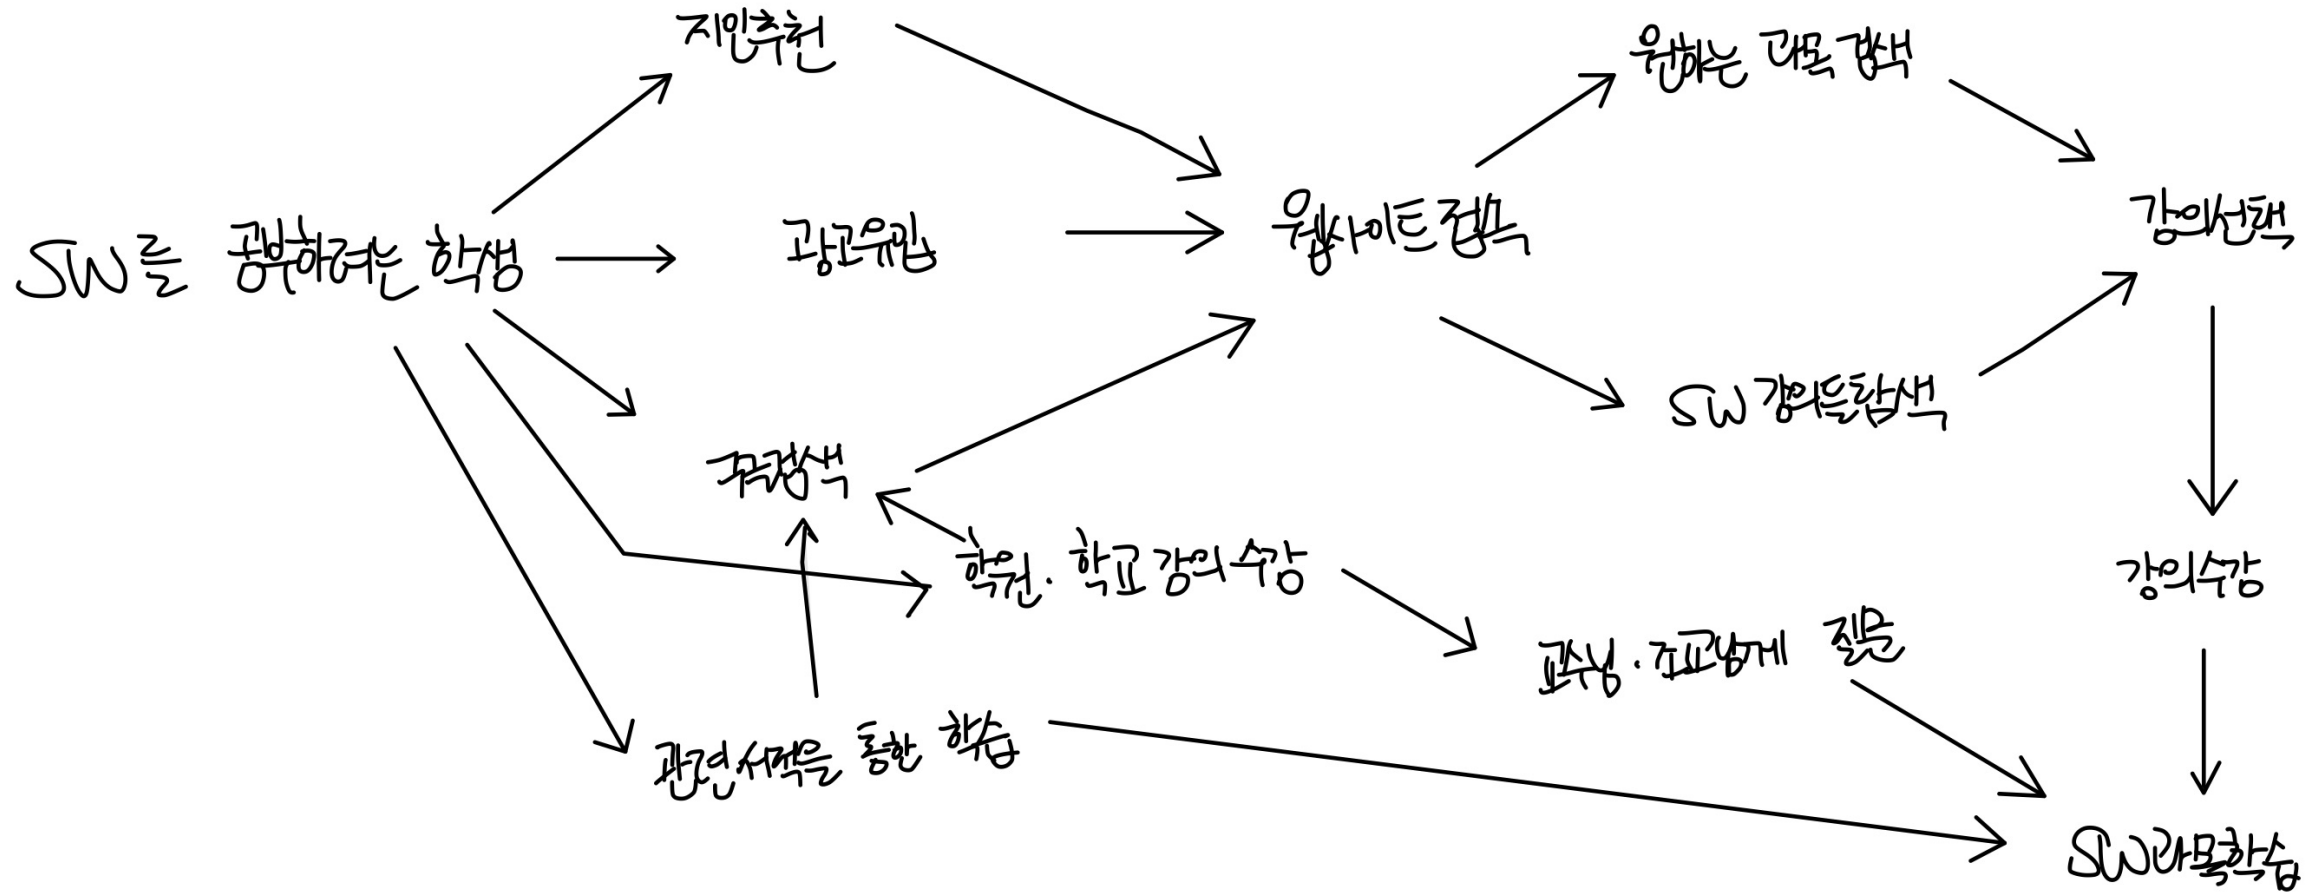 지인추천
원하는 과목 검색
SW를 공부하려는 학생
광고유입
웹사이트 접속
강의선택
SW 강의들탐색
구글검색
학원·학교 강의 수강
강의수강
교수님·조교님께 질문
관련서적을 통한 학습
SW과목학습